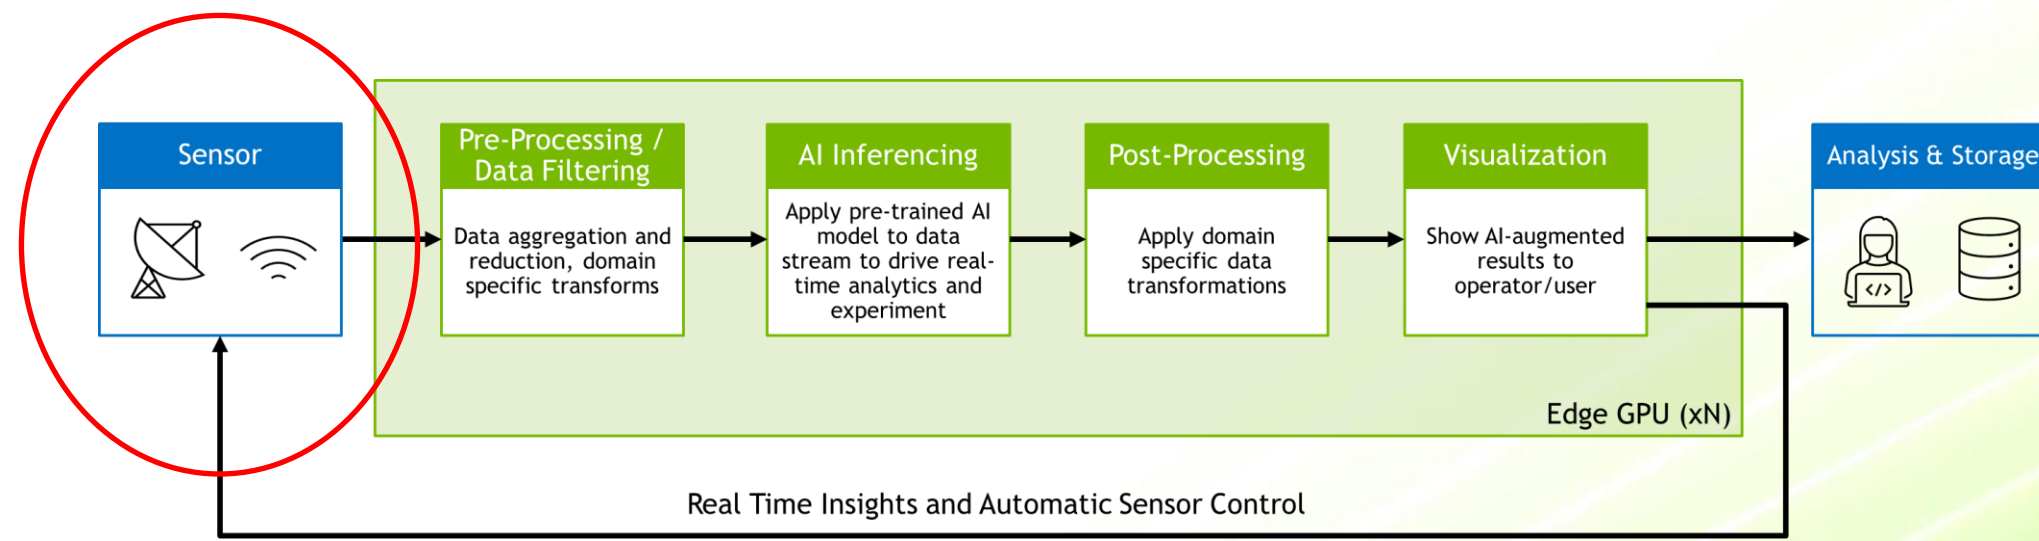 Sensor
Pre-Processing /
Data Filtering
Data aggregation and
reduction, domain
specific transforms
AI Inferencing
Apply pre-trained AI
model to data
stream to drive real-
time analytics and
experiment
Post-Processing
Apply domain
specific data
transformations
Visualization
Show AI-augmented
results to
operator/user
Analysis & Storage
</>
Edge GPU (xN)
Real Time Insights and Automatic Sensor Control